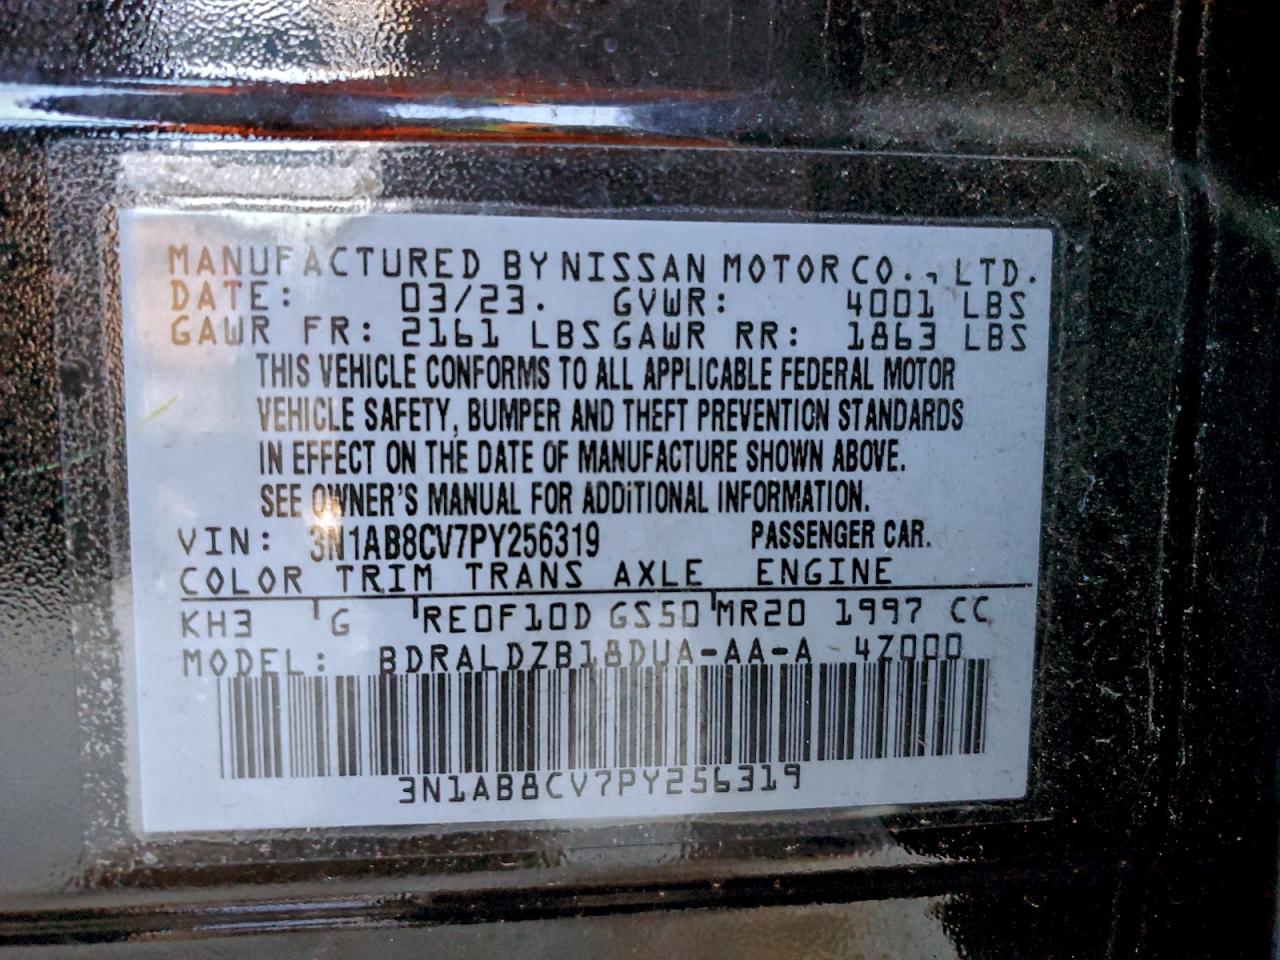 MANUFACTURED BY NISSAN MOTOR CO., LTD.
DATE: 03/23. GVWR: 4001 LBS
GAWR FR: 2161 LBS GAWR RR: 1863 LBS
THIS VEHICLE CONFORMS TO ALL APPLICABLE FEDERAL MOTOR
VEHICLE SAFETY, BUMPER AND THEFT PREVENTION STANDARDS
IN EFFECT ON THE DATE OF MANUFACTURE SHOWN ABOVE.
SEE OWNER'S MANUAL FOR ADDITIONAL INFORMATION.
VIN: 3N1AB8CV7PY256319 PASSENGER CAR.
COLOR TRIM TRANS AXLE ENGINE
KH3 G RE0F10D GS50 MR20 1997 CC
MODEL: BDRALDZB18DUA-AA-A 4Z000
3N1AB8CV7PY256319